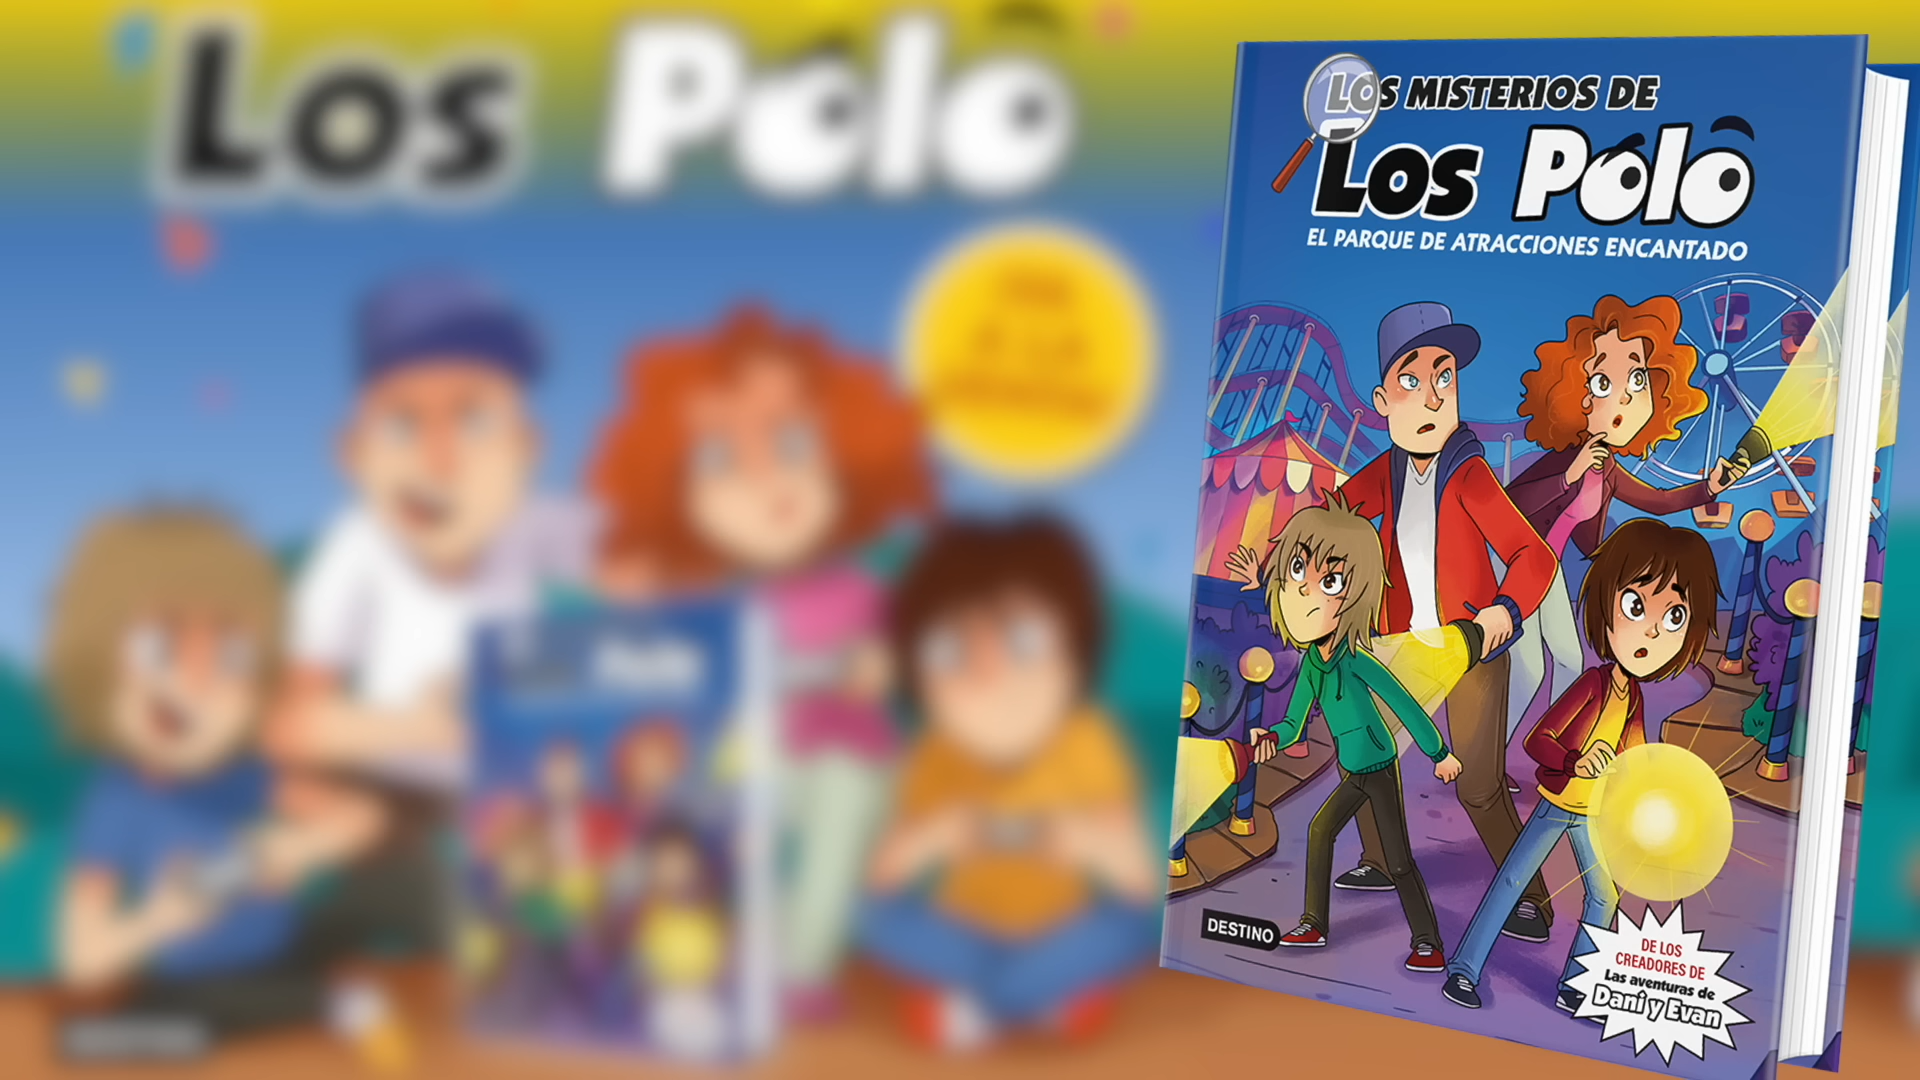 Los Polo
LOS MISTERIOS DE
LOS POLO
EL PARQUE DE ATRACCIONES ENCANTADO
DESTINO
DE LOS
CREADORES DE
Las aventuras de
Dani y Evan